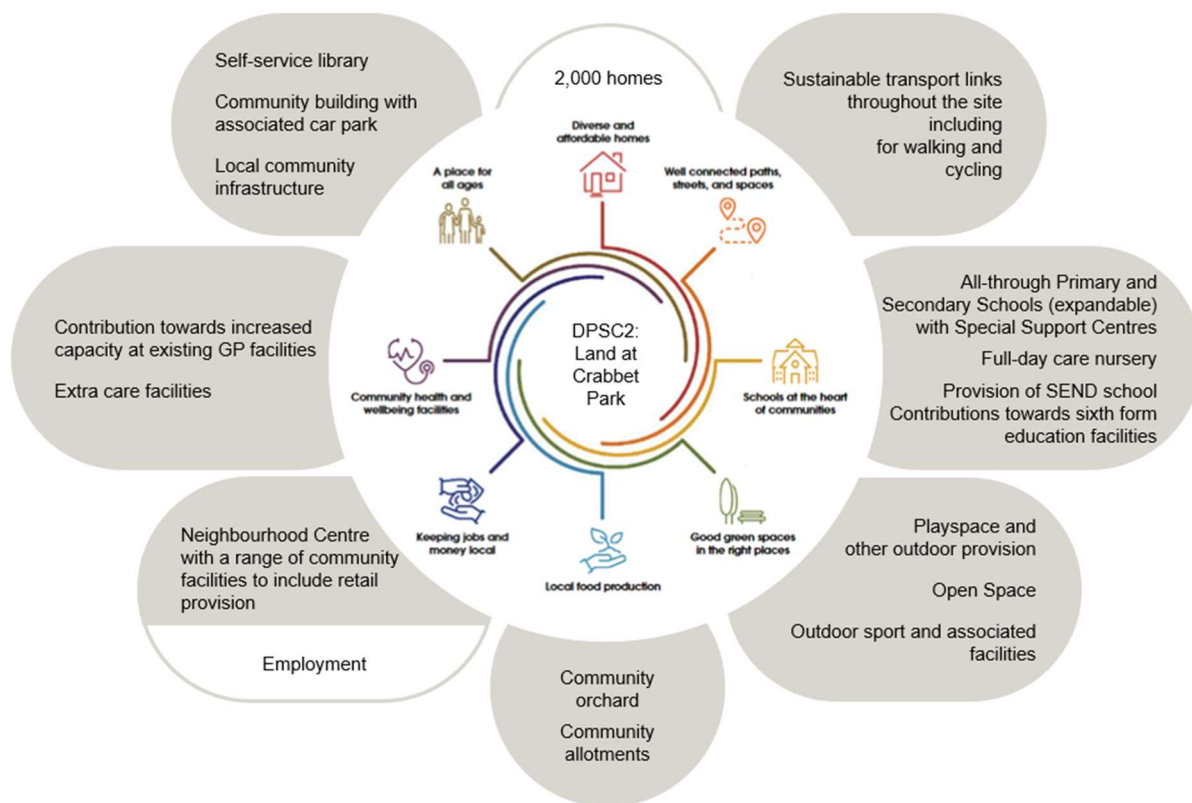 Self-service library
Community building with
associated car park
Local community
infrastructure
2,000 homes
Sustainable transport links
throughout the site
including
for walking and
cycling
Diverse and
affordable homes
A place for
all ages
Well connected paths,
streets, and spaces
Contribution towards increased
capacity at existing GP facilities
Extra care facilities
Community health and
wellbeing facilities
DPSC2:
Land at
Crabbet
Park
Schools at the heart
of communities
All-through Primary and
Secondary Schools (expandable)
with Special Support Centres
Full-day care nursery
Provision of SEND school
Contributions towards sixth form
education facilities
Neighbourhood Centre
with a range of community
facilities to include retail
provision
Employment
Keeping jobs and
money local
Local food production
Good green spaces
in the right places
Playspace and
other outdoor provision
Open Space
Outdoor sport and associated
facilities
Community
orchard
Community
allotments